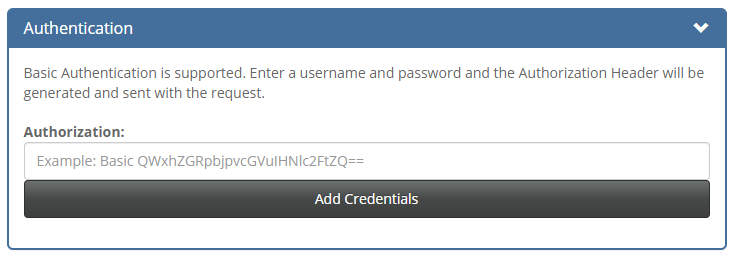 Authentication
Basic Authentication is supported. Enter a username and password and the Authorization Header will be
generated and sent with the request.
Authorization:
Example: Basic QWxhZGRpbjpvcGVuIHNlc2FtZQ==
Add Credentials